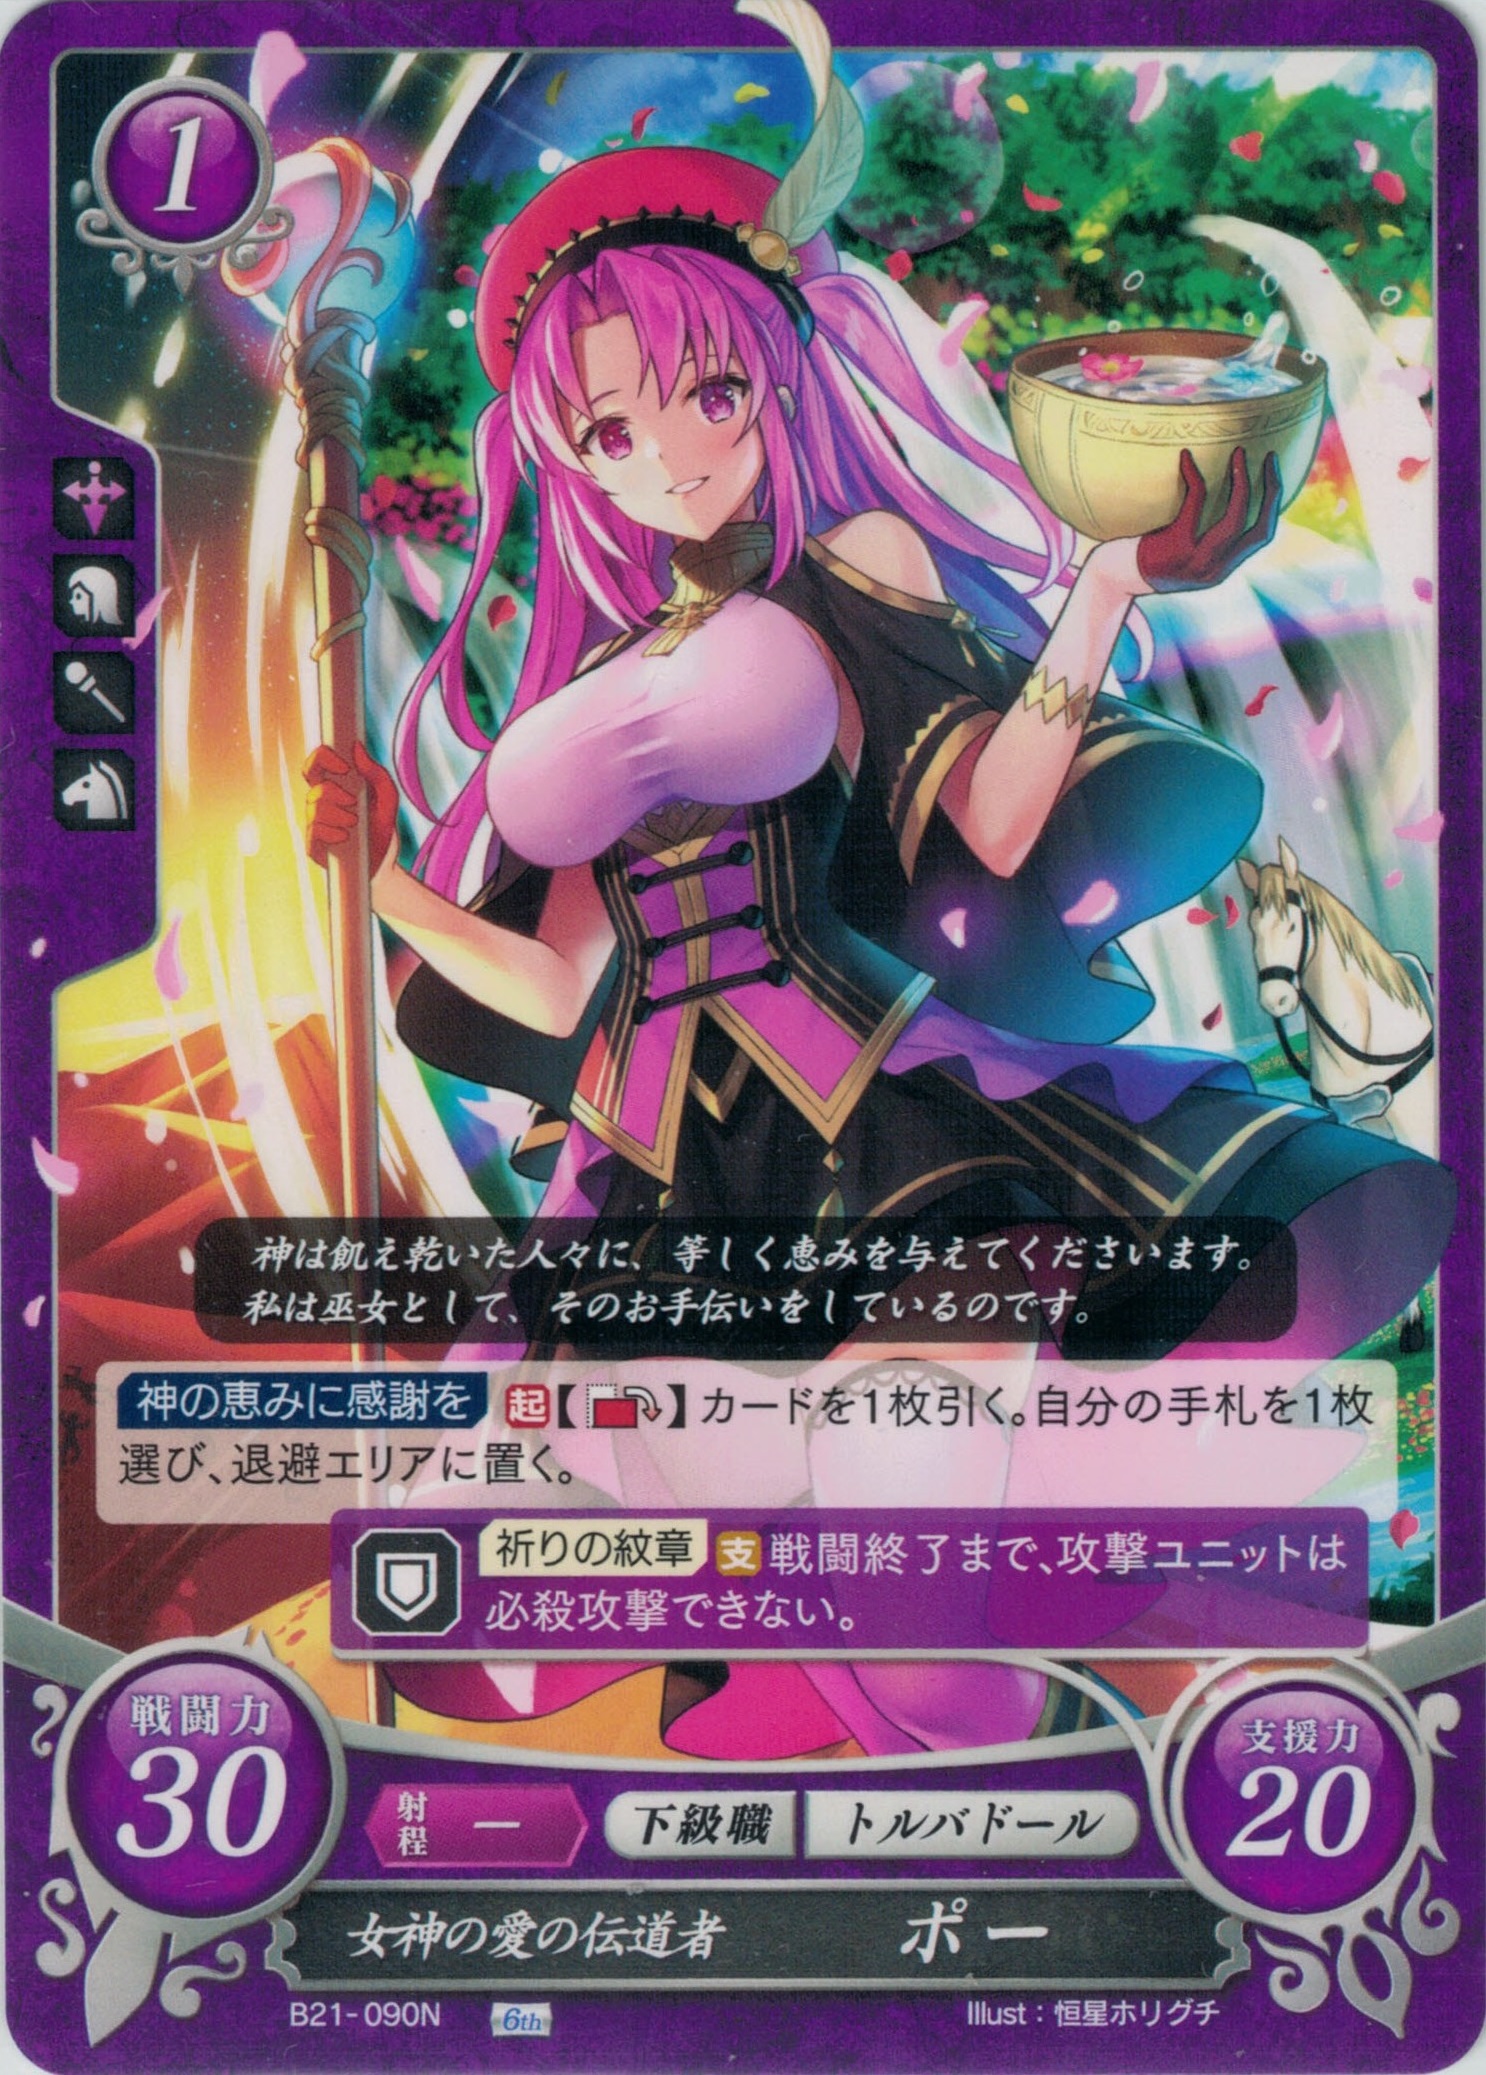 1
神は飢え乾いた人々に、等しく恵みを与えてくださいます。
私は巫女として、そのお手伝いをしているのです。
神の恵みに感謝を 起【 】カードを1枚引く。自分の手札を1枚
選び、退避エリアに置く。
祈りの紋章 支 戦闘終了まで、攻撃ユニットは
必殺攻撃できない。
戦闘力
30
射程 －
下級職
トルバドール
支援力
20
女神の愛の伝道者 ポー
B21-090N 6th Illust：恒星ホリグチ